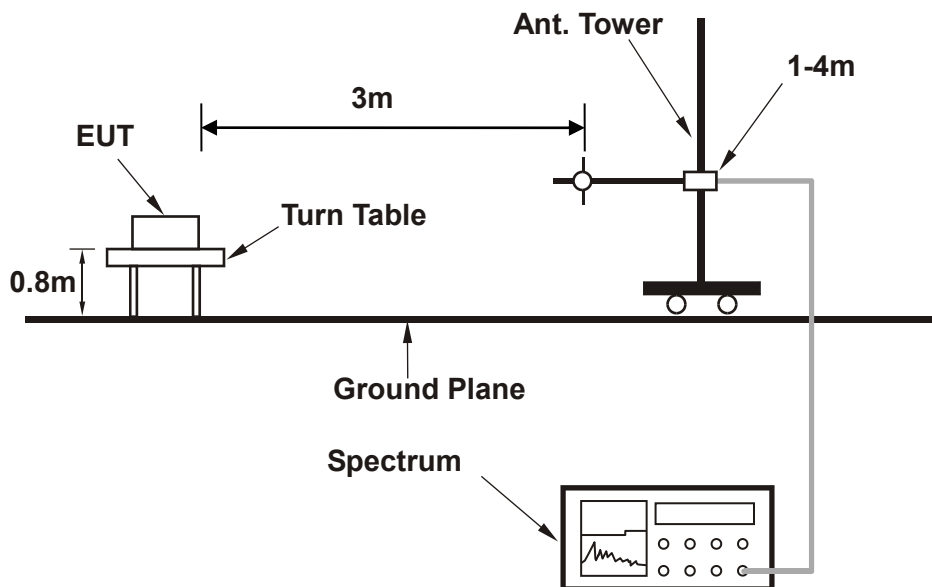 Ant. Tower
1-4m
3m
EUT
Turn Table
0.8m
Ground Plane
Spectrum